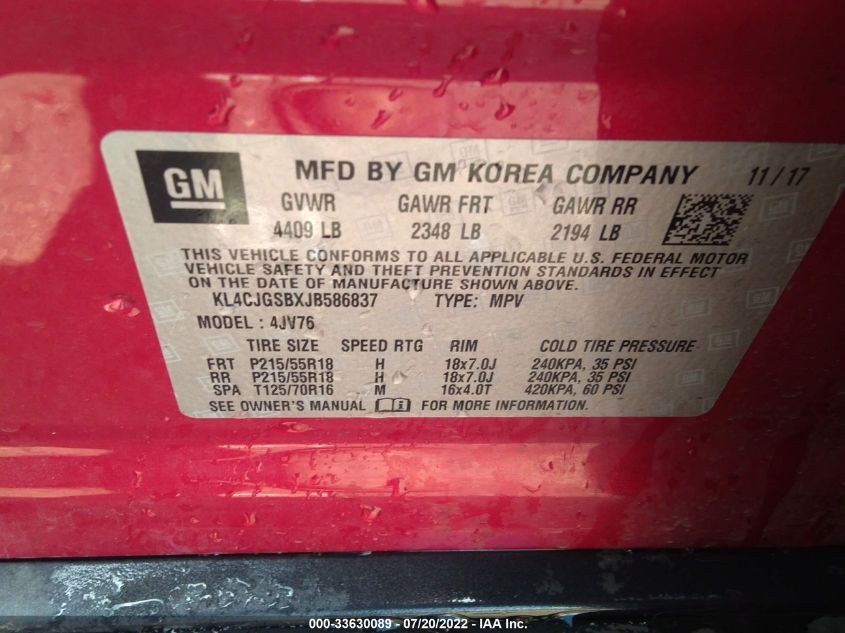 GM MFD BY GM KOREA COMPANY 11/17
GVWR GAWR FRT GAWR RR
4409 LB 2348 LB 2194 LB
THIS VEHICLE CONFORMS TO ALL APPLICABLE U.S. FEDERAL MOTOR
VEHICLE SAFETY AND THEFT PREVENTION STANDARDS IN EFFECT
ON THE DATE OF MANUFACTURE SHOWN ABOVE.
KL4CJGSBXJB586837 TYPE: MPV
MODEL: 4JV76
TIRE SIZE SPEED RTG RIM COLD TIRE PRESSURE
FRT P215/55R18 H 18x7.0J 240KPA, 35 PSI
RR P215/55R18 H 18x7.0J 240KPA, 35 PSI
SPA T125/70R16 M 16x4.0T 420KPA, 60 PSI
SEE OWNER'S MANUAL FOR MORE INFORMATION.
000-33630089 - 07/20/2022 - IAA Inc.